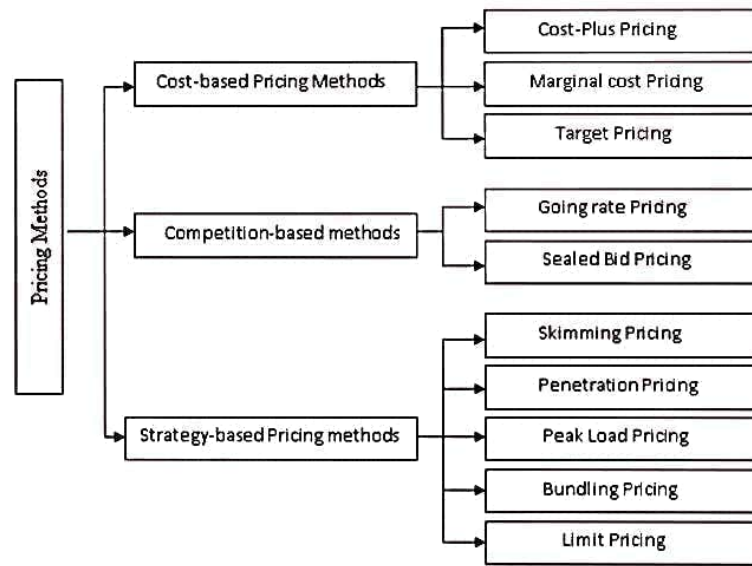 Pricing Methods
Cost-based Pricing Methods
Cost-Plus Pricing
Marginal cost Pricing
Target Pricing
Competition-based methods
Going rate Pricing
Sealed Bid Pricing
Strategy-based Pricing methods
Skimming Pricing
Penetration Pricing
Peak Load Pricing
Bundling Pricing
Limit Pricing